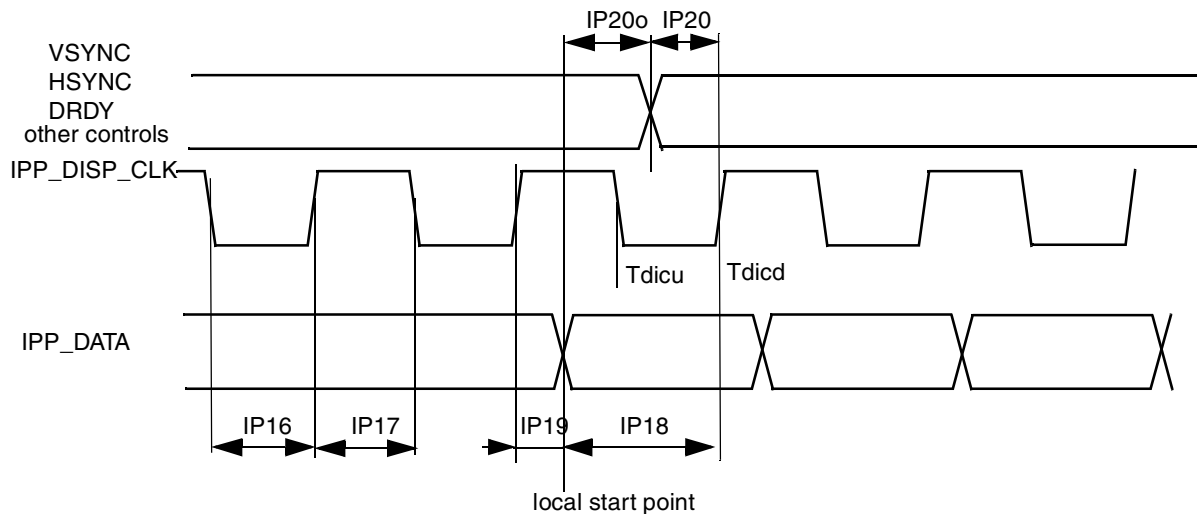 IP20o IP20
VSYNC
HSYNC
DRDY
other controls
IPP_DISP_CLK
Tdicu Tdicd
IPP_DATA
IP16 IP17 IP19 IP18
local start point